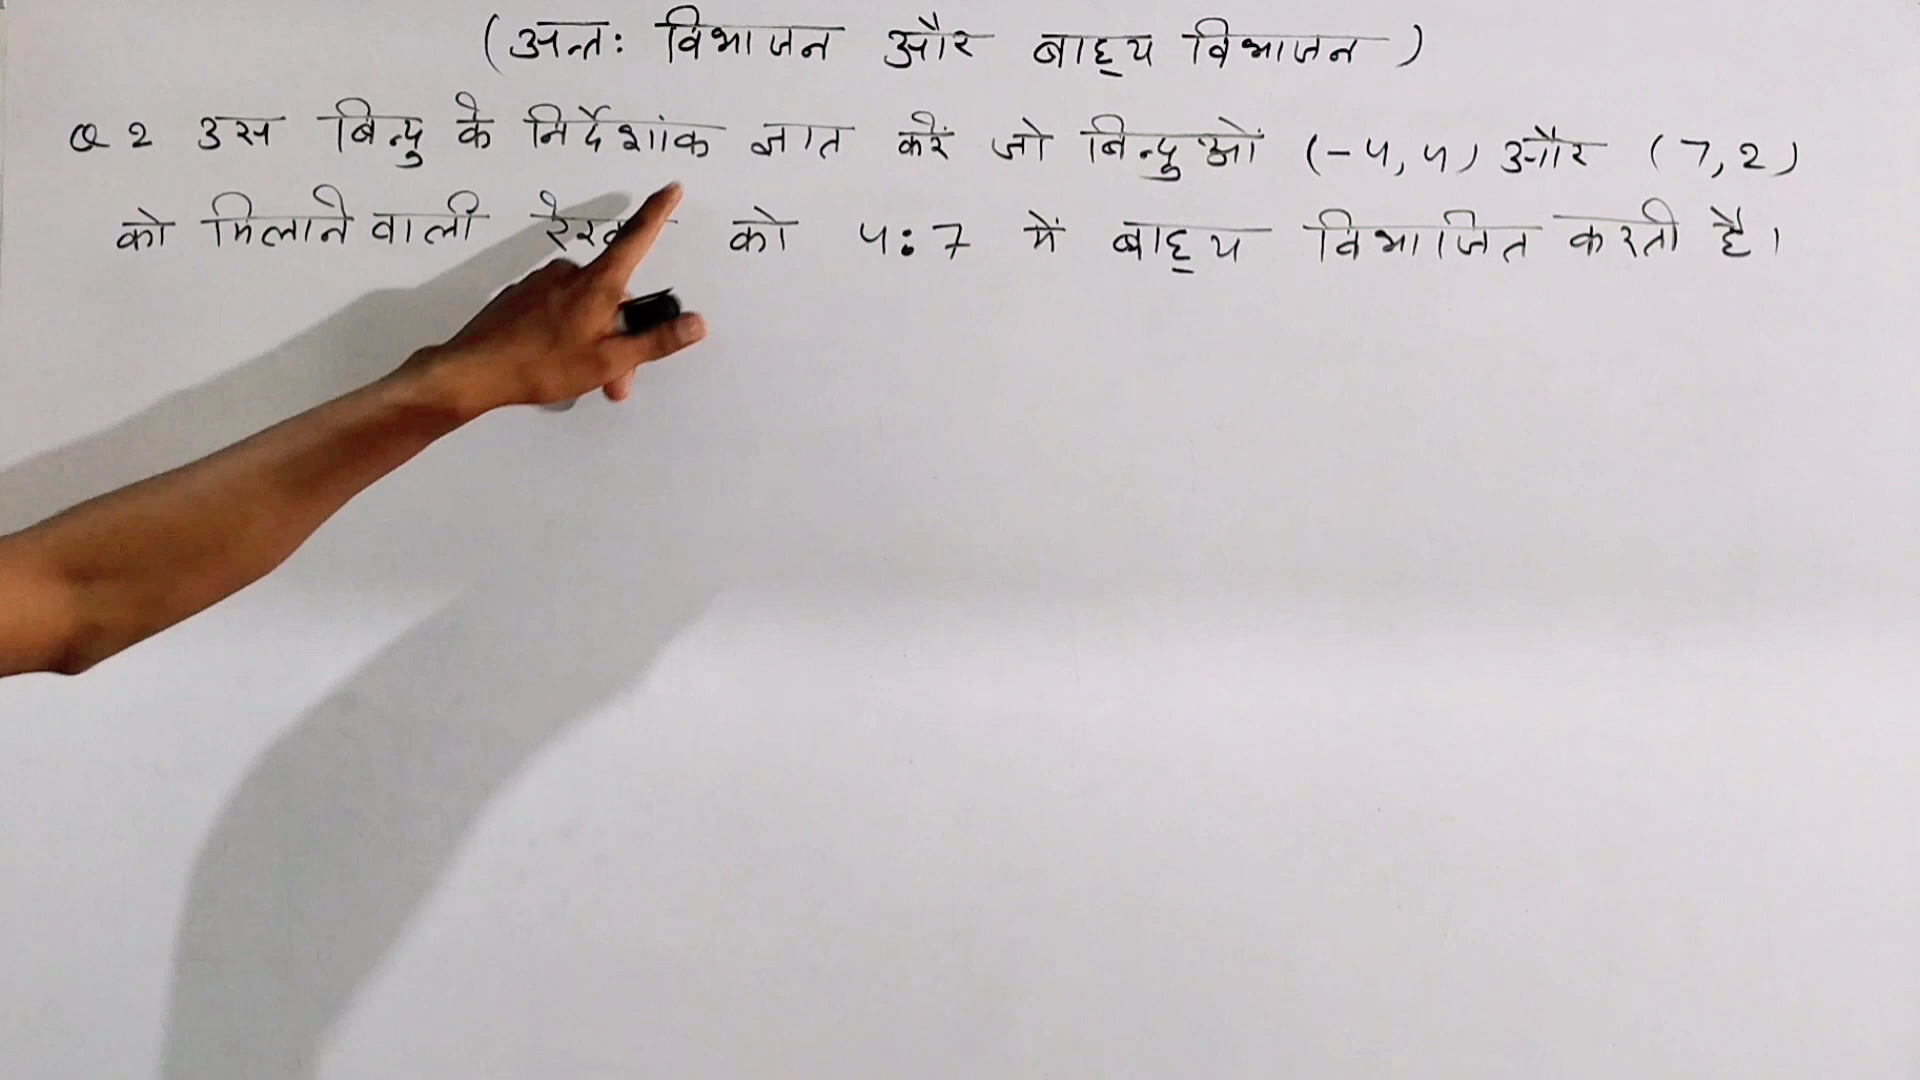 (अन्तः विभाजन और बाह्य विभाजन)
Q 2 उस बिन्दु के निर्देशांक ज्ञात करें जो बिन्दुओं (-4,4) और (7,2)
को मिलाने वाली को 4:7 में बाह्य विभाजित करती है।